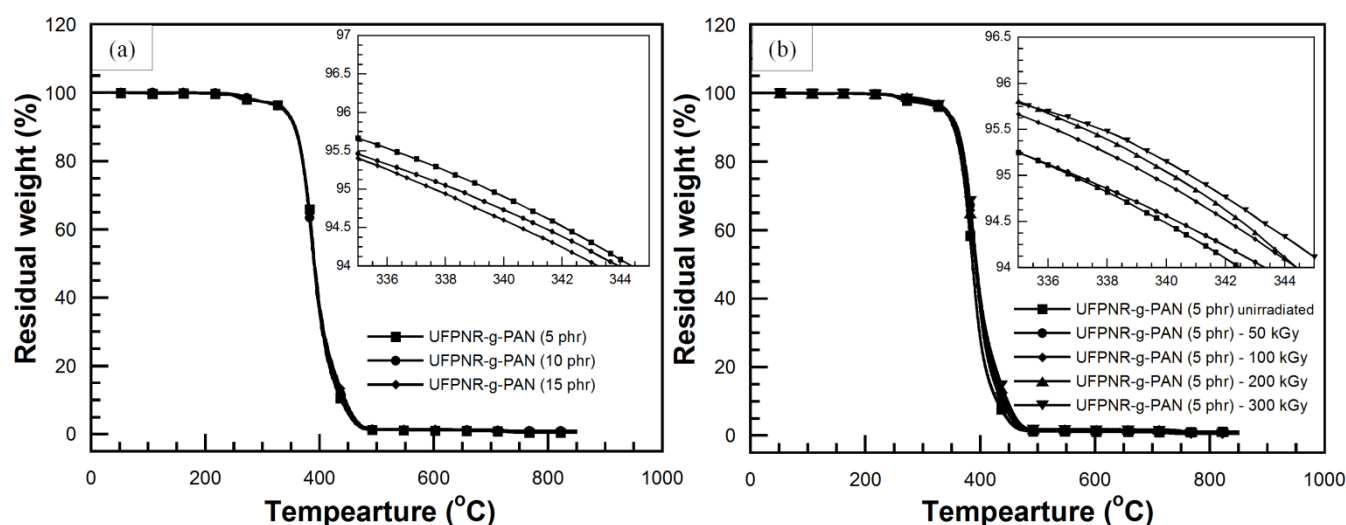 (a)
Residual weight (%)
120
100
80
60
40
20
0
0 200 400 600 800 1000
Tempearture (°C)
97
96.5
96
95.5
95
94.5
94
336 338 340 342 344
UFPNR-g-PAN (5 phr)
UFPNR-g-PAN (10 phr)
UFPNR-g-PAN (15 phr)
(b)
Residual weight (%)
120
100
80
60
40
20
0
0 200 400 600 800 1000
Tempearture (°C)
96.5
96
95.5
95
94.5
94
336 338 340 342 344
UFPNR-g-PAN (5 phr) unirradiated
UFPNR-g-PAN (5 phr) - 50 kGy
UFPNR-g-PAN (5 phr) - 100 kGy
UFPNR-g-PAN (5 phr) - 200 kGy
UFPNR-g-PAN (5 phr) - 300 kGy